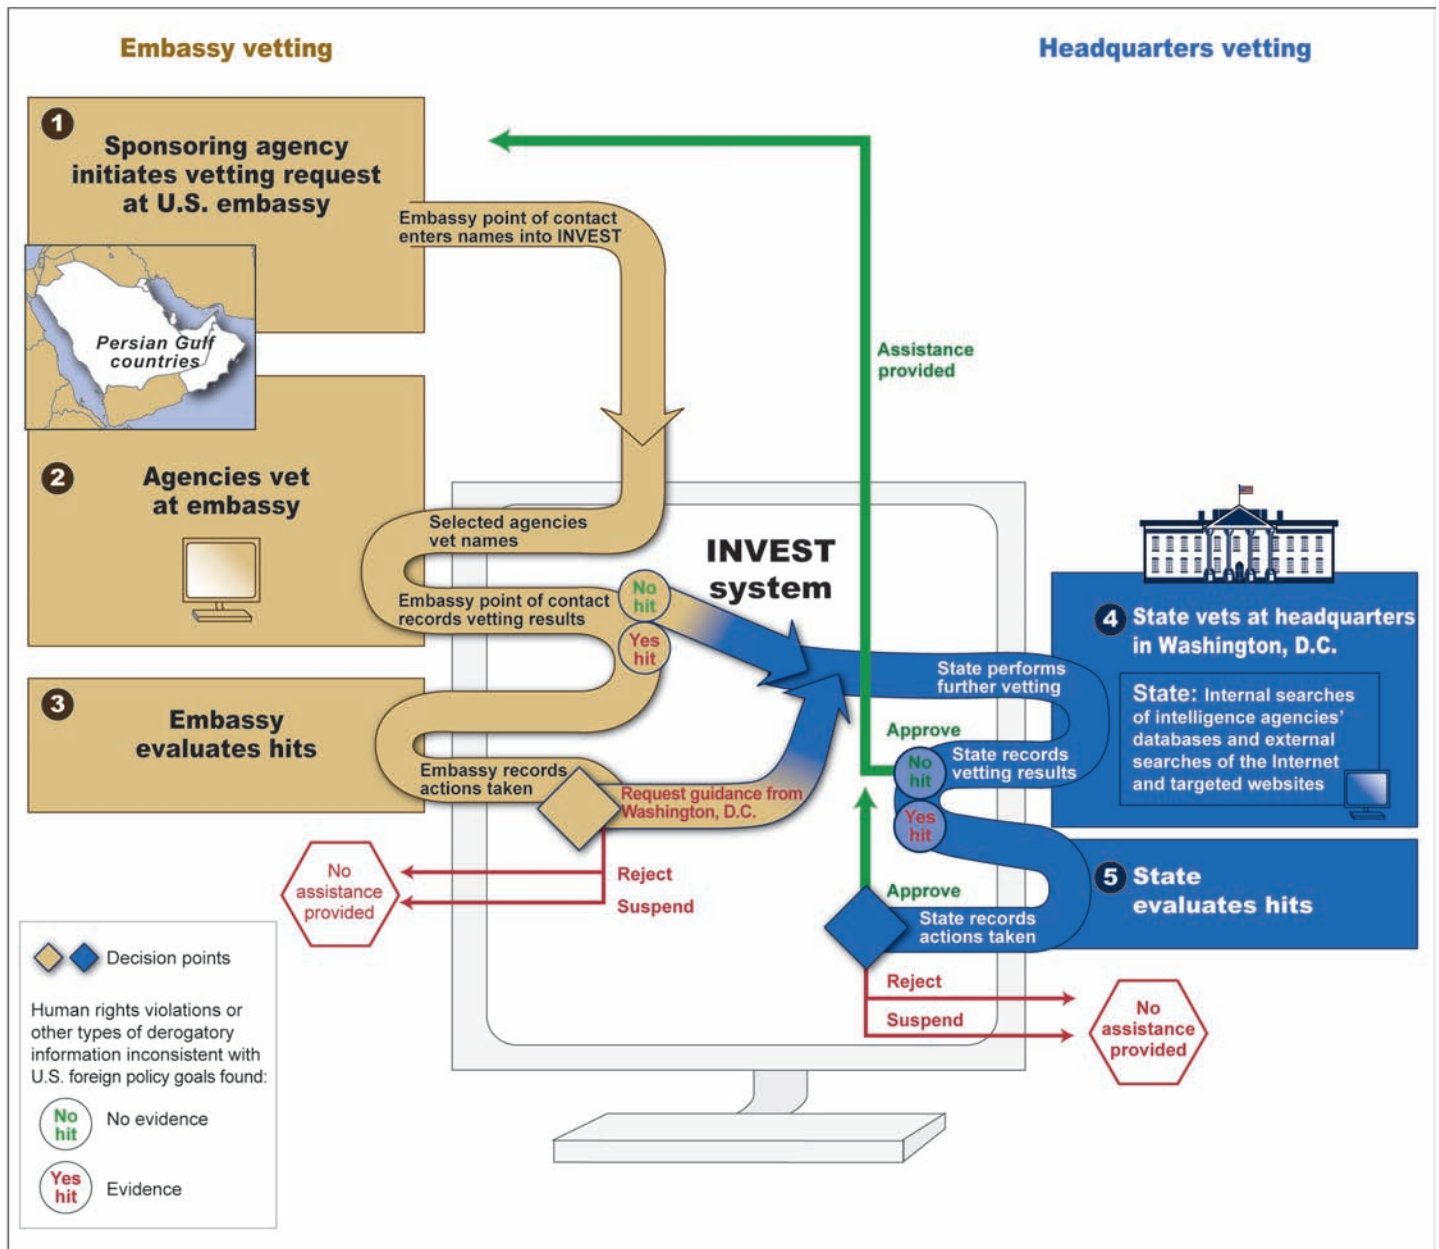 Embassy vetting
Headquarters vetting
1
Sponsoring agency
initiates vetting request
at U.S. embassy
Embassy point of contact
enters names into INVEST
Persian Gulf
countries
Assistance
provided
2
Agencies vet
at embassy
Selected agencies
vet names
INVEST
system
Embassy point of contact
records vetting results
No
hit
Yes
hit
3
Embassy
evaluates hits
Embassy records
actions taken
Request guidance from
Washington, D.C.
Reject
Suspend
No
assistance
provided
4
State vets at headquarters
in Washington, D.C.
State: Internal searches
of intelligence agencies'
databases and external
searches of the Internet
and targeted websites
State performs
further vetting
Approve
State records
vetting results
No
hit
Yes
hit
5
State
evaluates hits
Approve
State records
actions taken
Reject
Suspend
No
assistance
provided
Decision points
Human rights violations or
other types of derogatory
information inconsistent with
U.S. foreign policy goals found:
No
hit
No evidence
Yes
hit
Evidence